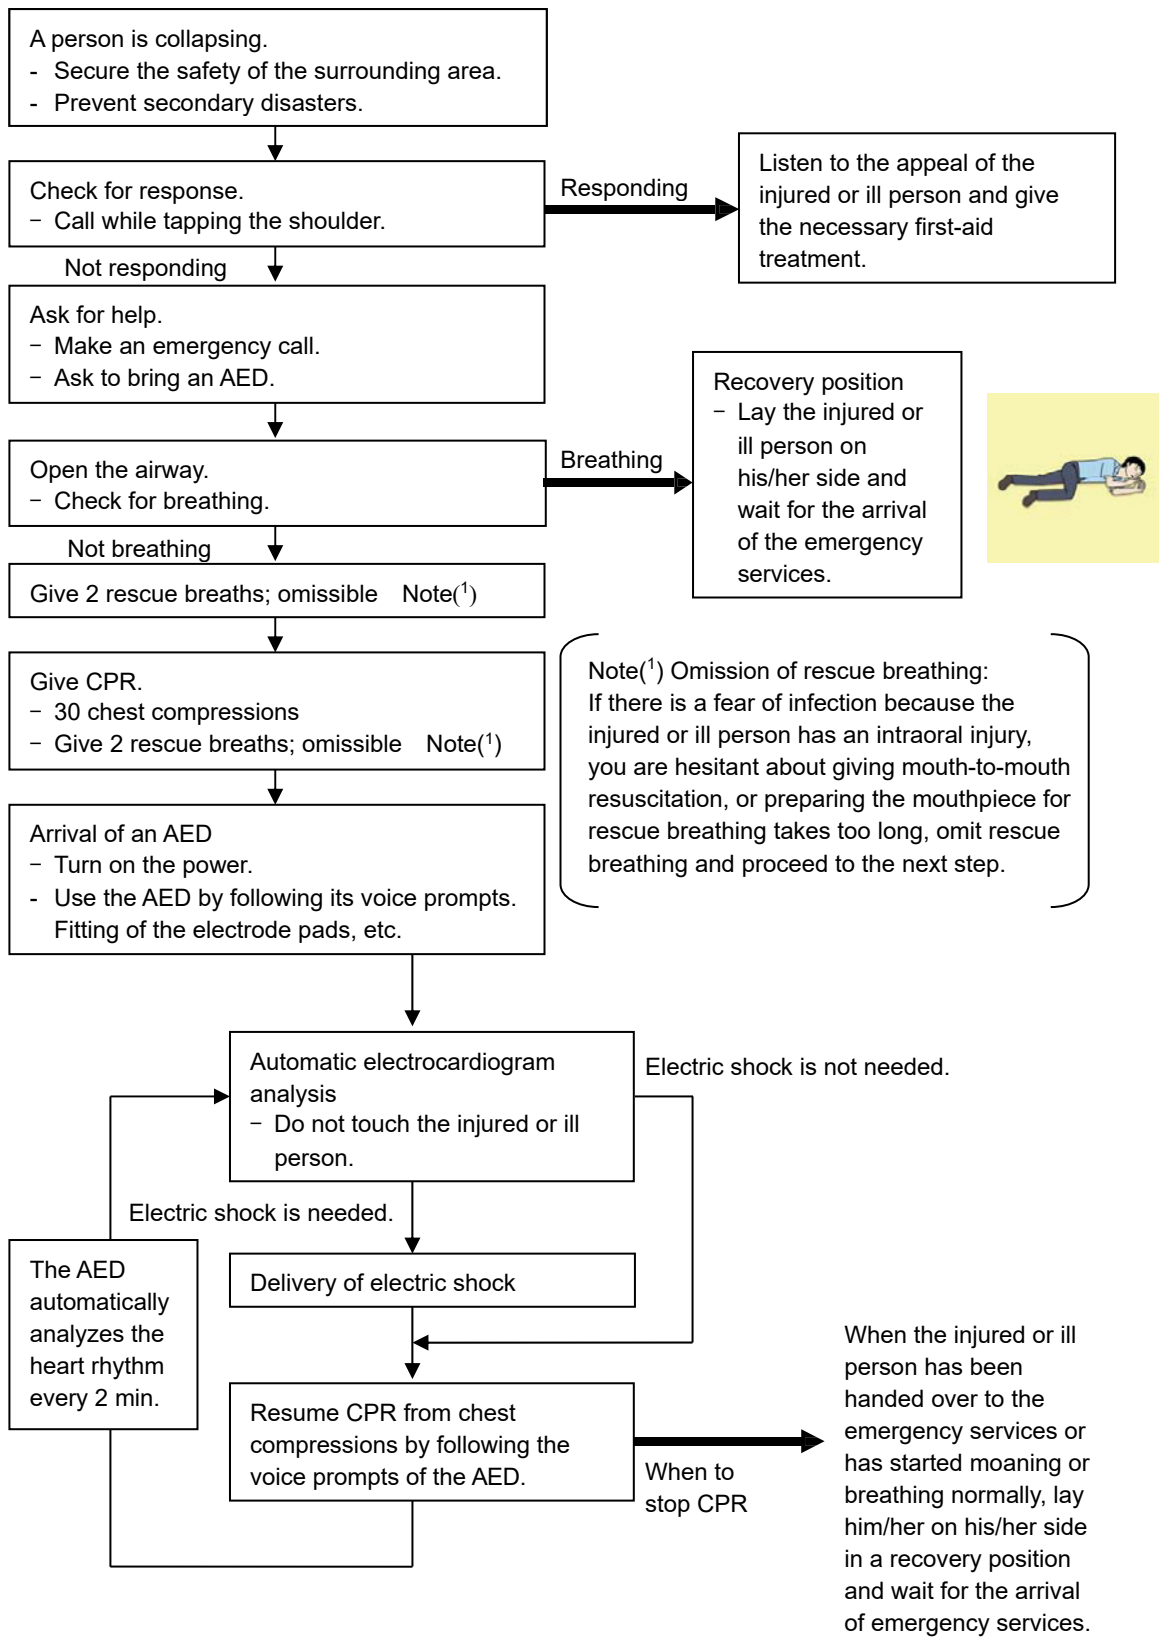 A person is collapsing.
- Secure the safety of the surrounding area.
- Prevent secondary disasters.
Check for response.
− Call while tapping the shoulder.
Responding
Listen to the appeal of the
injured or ill person and give
the necessary first-aid
treatment.
Not responding
Ask for help.
− Make an emergency call.
− Ask to bring an AED.
Open the airway.
− Check for breathing.
Breathing
Recovery position
− Lay the injured or
ill person on
his/her side and
wait for the arrival
of the emergency
services.
Not breathing
Give 2 rescue breaths; omissible Note(¹)
Give CPR.
− 30 chest compressions
− Give 2 rescue breaths; omissible Note(¹)
Note(¹) Omission of rescue breathing:
If there is a fear of infection because the
injured or ill person has an intraoral injury,
you are hesitant about giving mouth-to-mouth
resuscitation, or preparing the mouthpiece for
rescue breathing takes too long, omit rescue
breathing and proceed to the next step.
Arrival of an AED
− Turn on the power.
- Use the AED by following its voice prompts.
Fitting of the electrode pads, etc.
Automatic electrocardiogram
analysis
− Do not touch the injured or ill
person.
Electric shock is not needed.
Electric shock is needed.
The AED
automatically
analyzes the
heart rhythm
every 2 min.
Delivery of electric shock
Resume CPR from chest
compressions by following the
voice prompts of the AED.
When to
stop CPR
When the injured or ill
person has been
handed over to the
emergency services or
has started moaning or
breathing normally, lay
him/her on his/her side
in a recovery position
and wait for the arrival
of emergency services.